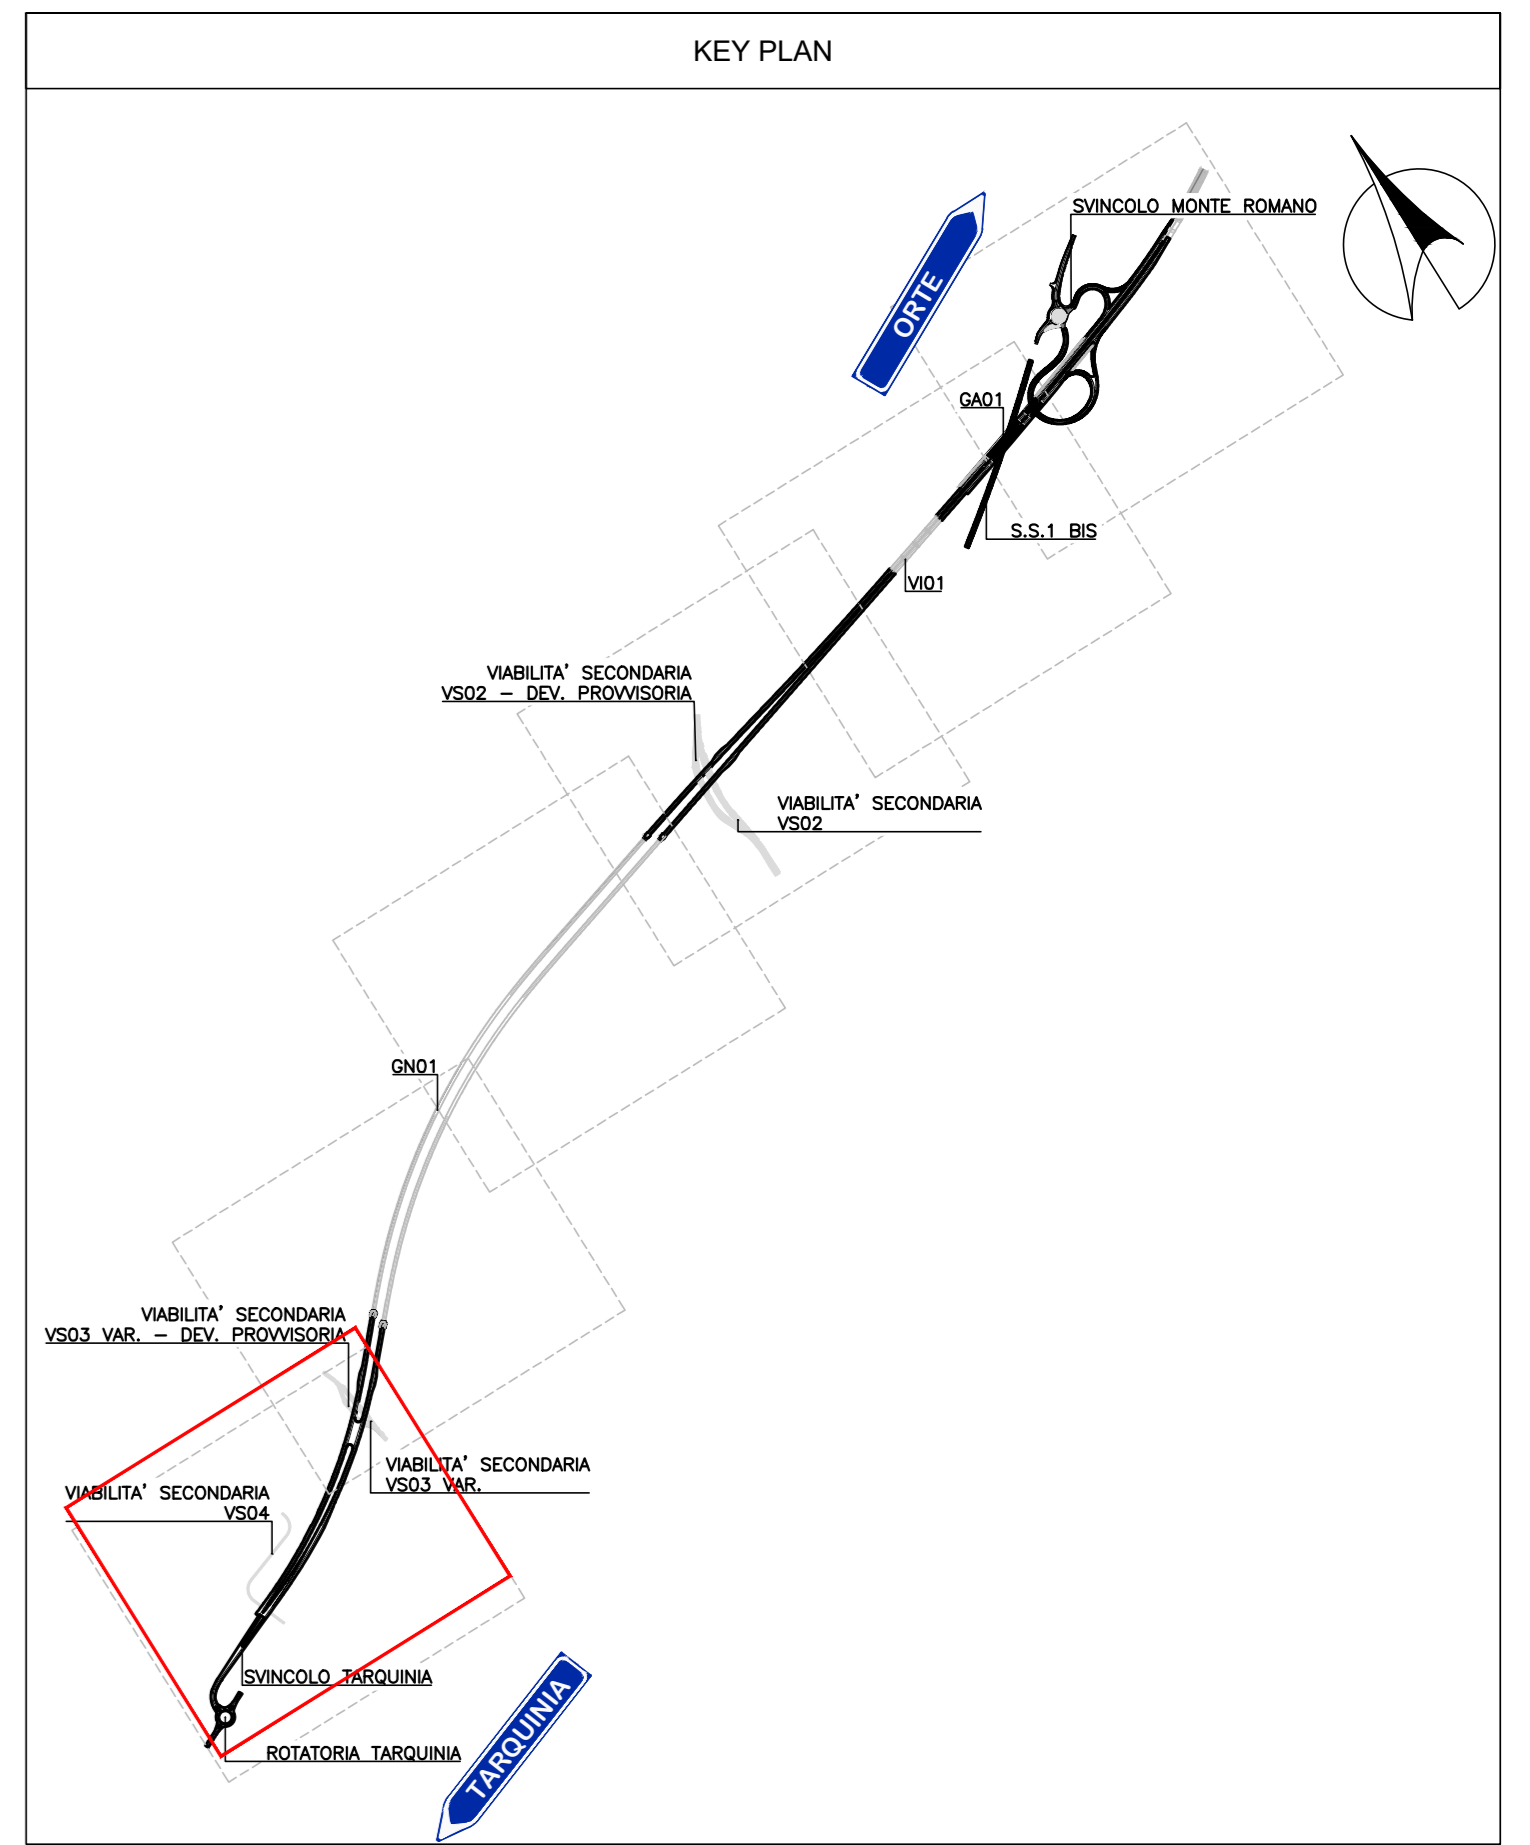 KEY PLAN
SVINCOLO MONTE ROMANO
ORTE
GA01
S.S.1 BIS
VI01
VIABILITA' SECONDARIA
VS02 - DEV. PROVVISORIA
VIABILITA' SECONDARIA
VS02
GN01
VIABILITA' SECONDARIA
VS03 VAR. - DEV. PROVVISORIA
VIABILITA' SECONDARIA
VS03 VAR.
VIABILITA' SECONDARIA
VS04
SVINCOLO TARQUINIA
TARQUINIA
ROTATORIA TARQUINIA